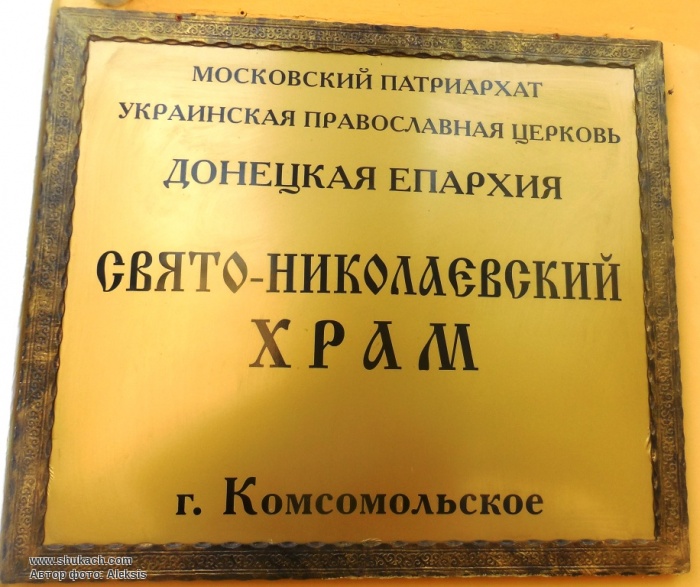 МОСКОВСКИЙ ПАТРИАРХАТ
УКРАИНСКАЯ ПРАВОСЛАВНАЯ ЦЕРКОВЬ
ДОНЕЦКАЯ ЕПАРХИЯ
СВЯТО-НИКОЛАЕВСКИЙ
ХРАМ
г. Комсомольское
www.shukach.com
Автор фото: Aleksis